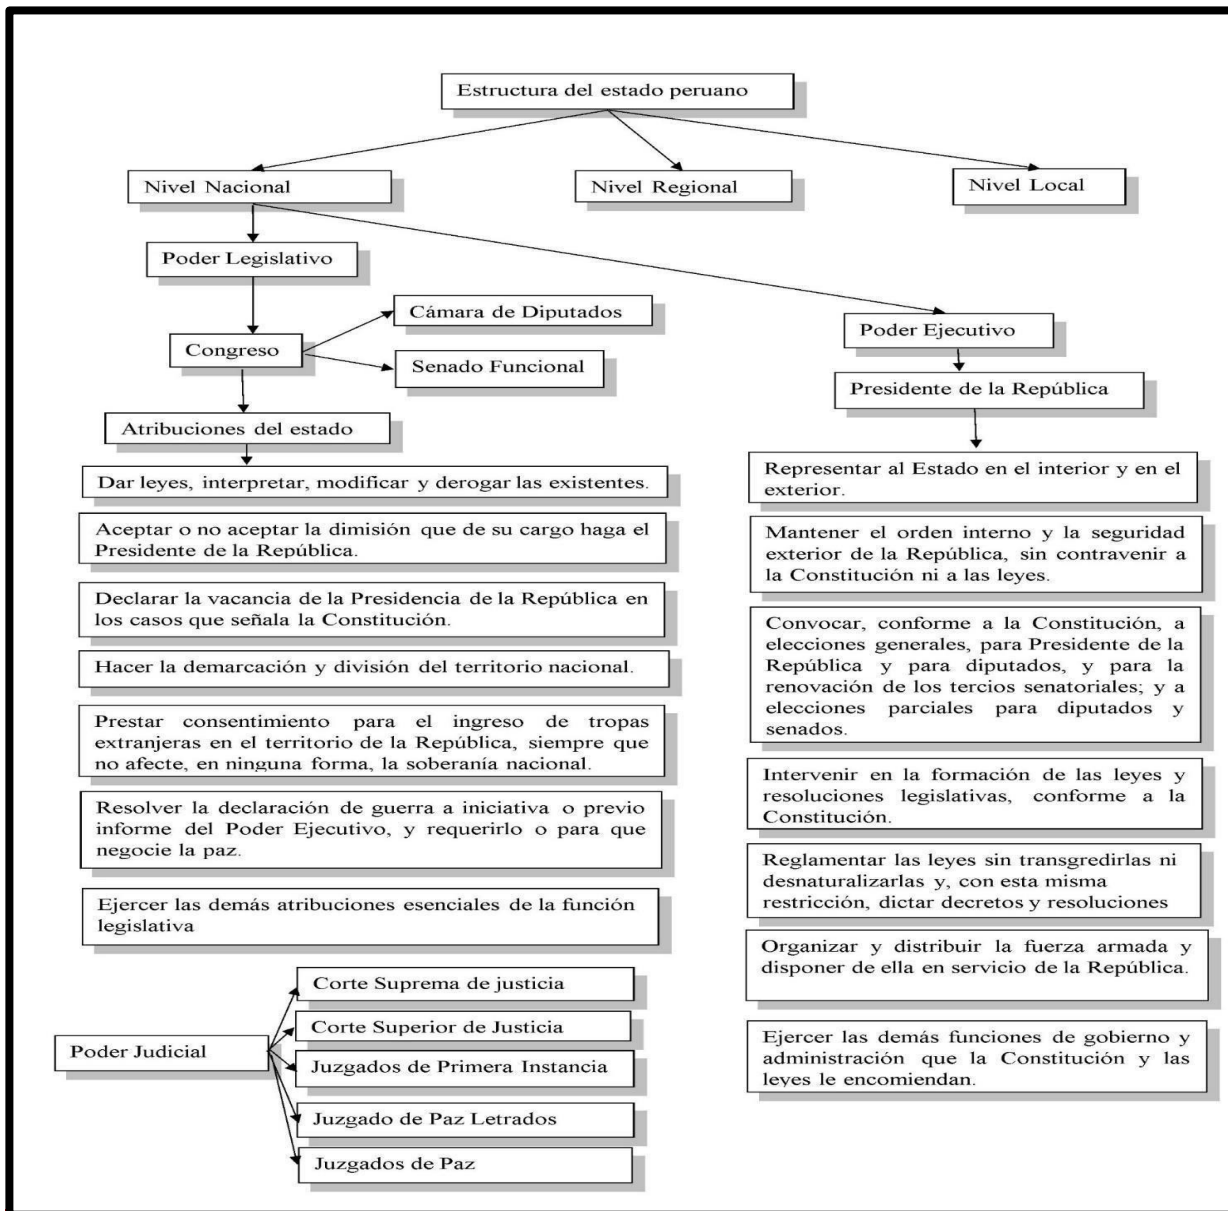 Estructura del estado peruano
Nivel Nacional
Nivel Regional
Nivel Local
Poder Legislativo
Cámara de Diputados
Congreso
Senado Funcional
Atribuciones del estado
Dar leyes, interpretar, modificar y derogar las existentes.
Aceptar o no aceptar la dimisión que de su cargo haga el
Presidente de la República.
Declarar la vacancia de la Presidencia de la República en
los casos que señala la Constitución.
Hacer la demarcación y división del territorio nacional.
Prestar consentimiento para el ingreso de tropas
extranjeras en el territorio de la República, siempre que
no afecte, en ninguna forma, la soberanía nacional.
Resolver la declaración de guerra a iniciativa o previo
informe del Poder Ejecutivo, y requerirlo o para que
negocie la paz.
Ejercer las demás atribuciones esenciales de la función
legislativa
Poder Ejecutivo
Presidente de la República
Representar al Estado en el interior y en el
exterior.
Mantener el orden interno y la seguridad
exterior de la República, sin contravenir a
la Constitución ni a las leyes.
Convocar, conforme a la Constitución, a
elecciones generales, para Presidente de la
República y para diputados, y para la
renovación de los tercios senatoriales; y a
elecciones parciales para diputados y
senados.
Intervenir en la formación de las leyes y
resoluciones legislativas, conforme a la
Constitución.
Reglamentar las leyes sin transgredirlas ni
desnaturalizarlas y, con esta misma
restricción, dictar decretos y resoluciones
Organizar y distribuir la fuerza armada y
disponer de ella en servicio de la República.
Ejercer las demás funciones de gobierno y
administración que la Constitución y las
leyes le encomiendan.
Poder Judicial
Corte Suprema de justicia
Corte Superior de Justicia
Juzgados de Primera Instancia
Juzgado de Paz Letrados
Juzgados de Paz